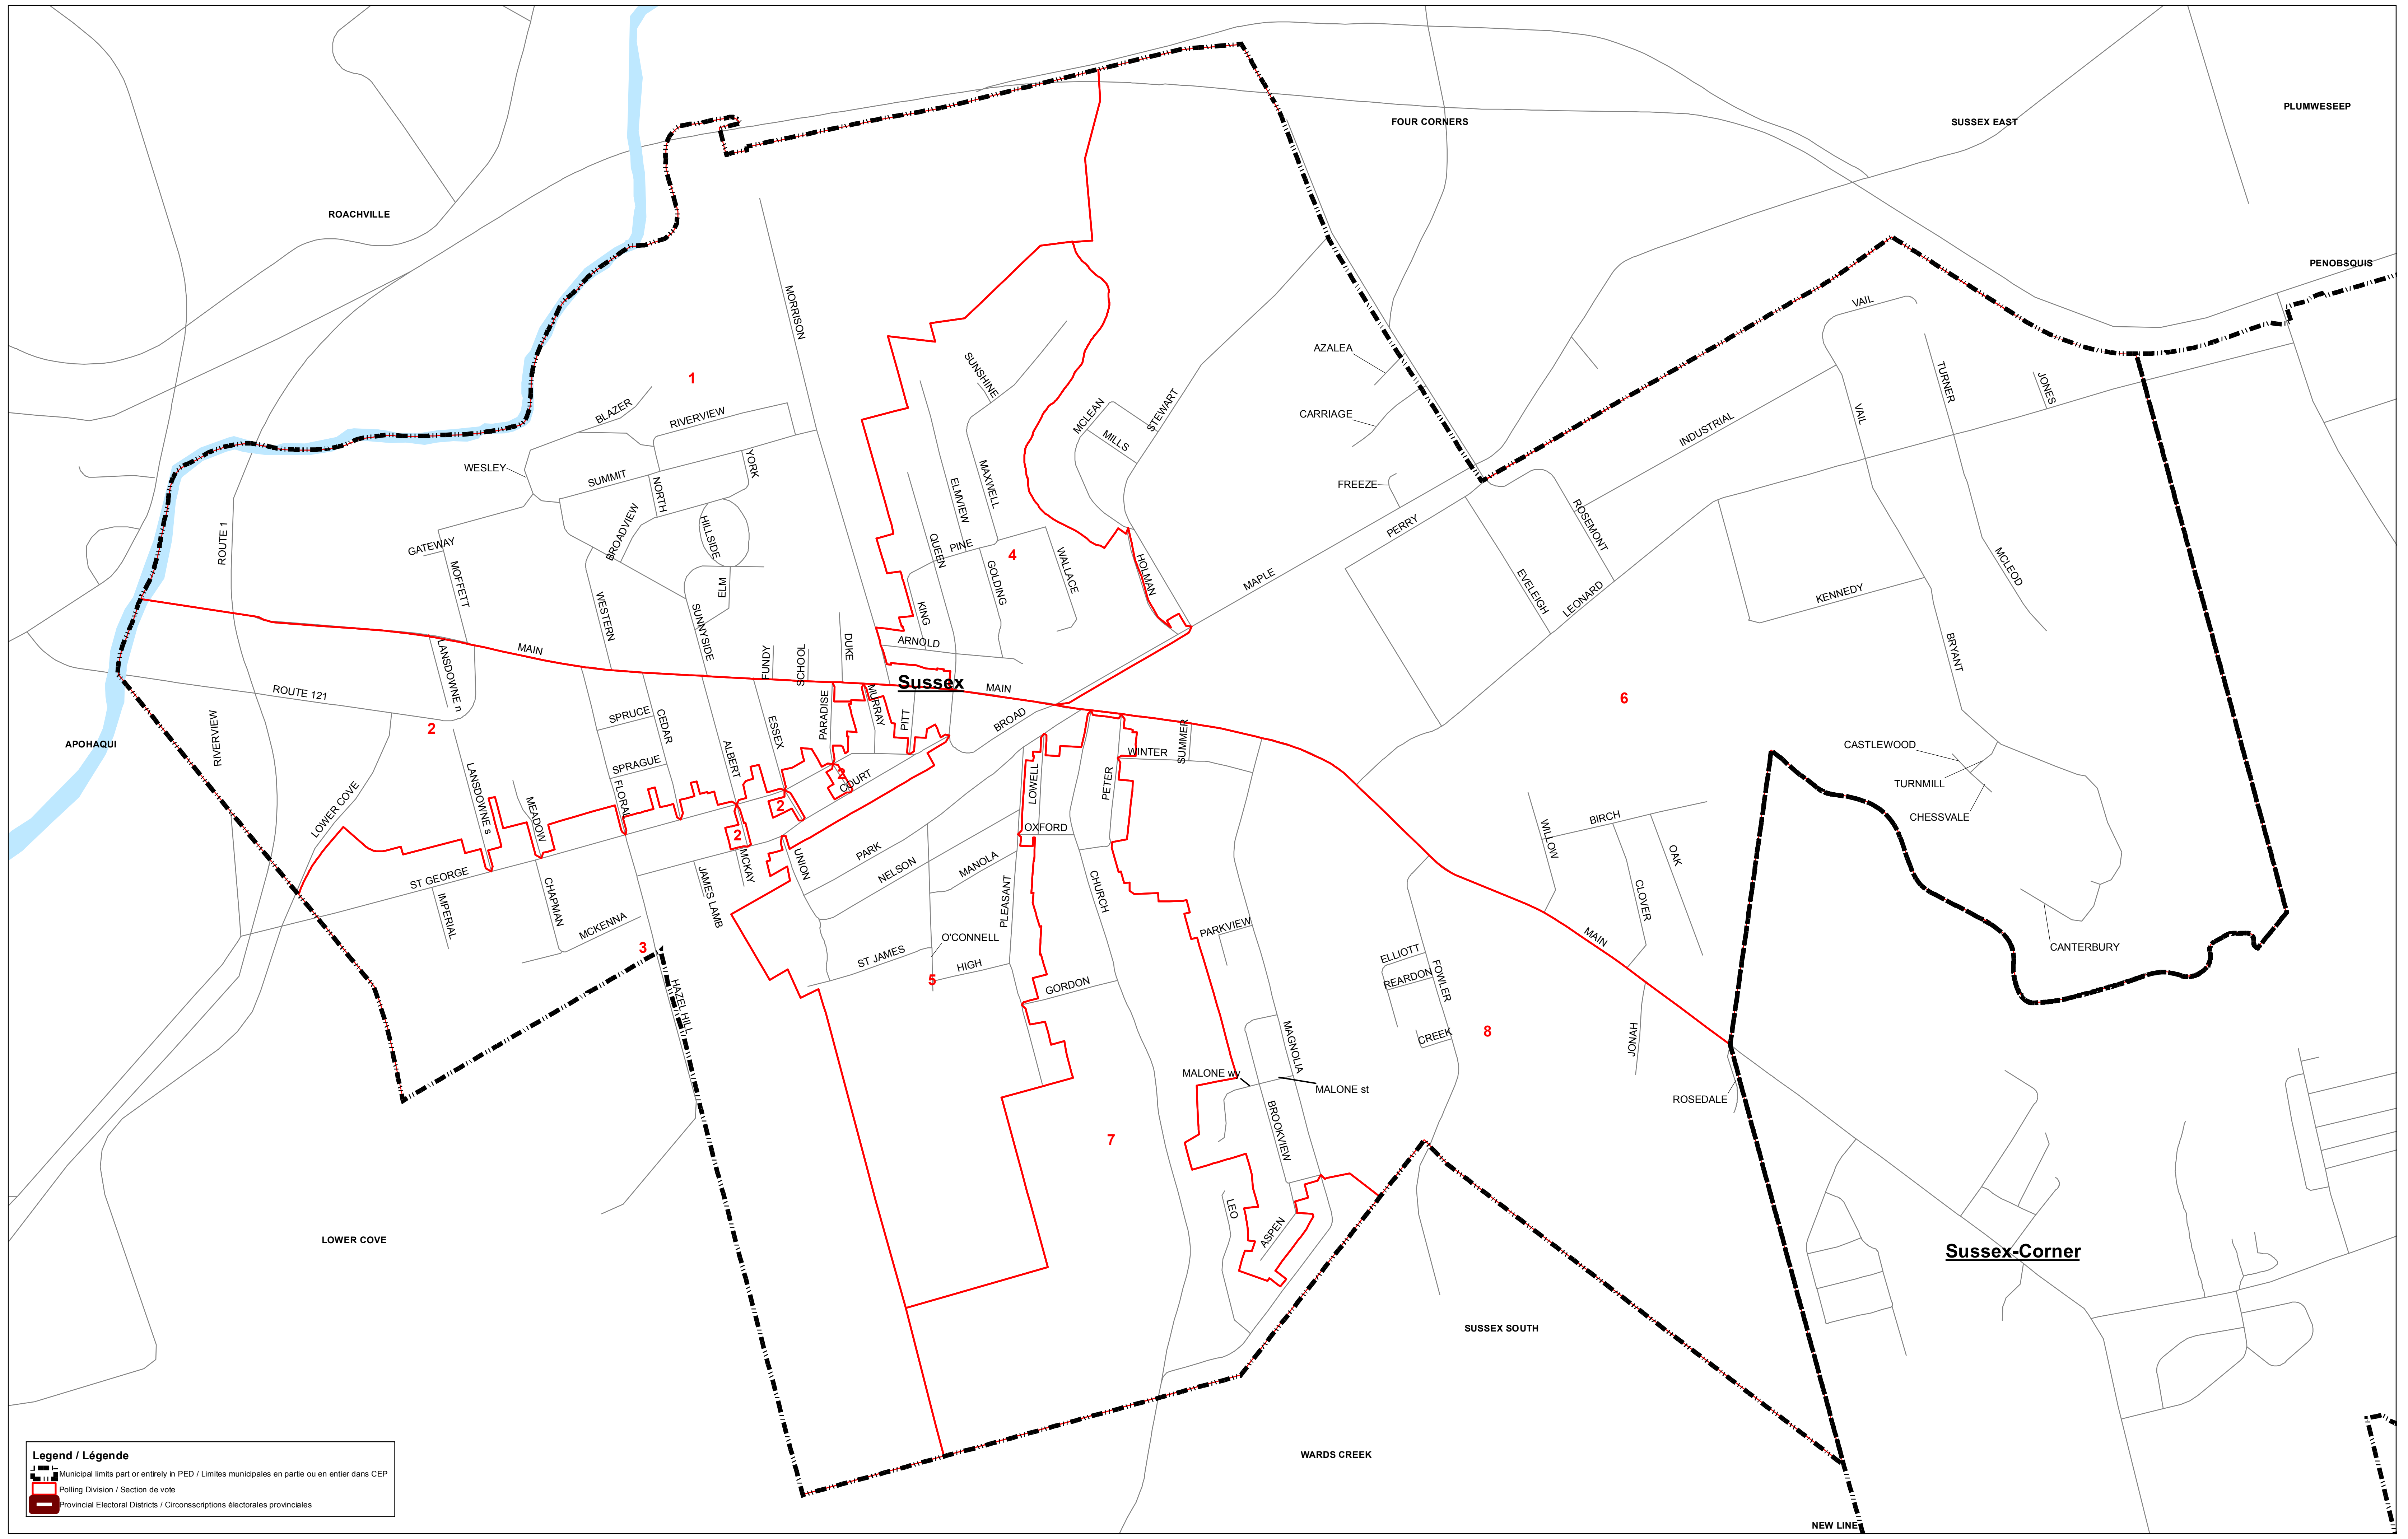 PLUMWESEEP
FOUR CORNERS
SUSSEX EAST
ROACHVILLE
PENOBSQUIS
MORRISON
VAIL
AZALEA
SUNSHINE
TURNER
JONES
1
BLAZER
RIVERVIEW
MCLEAN
STEWART
CARRIAGE
VAIL
INDUSTRIAL
MILLS
WESLEY
SUMMIT
YORK
NORTH
MAXWELL
ELMVIEW
FREEZE
ROSEMONT
PERRY
ROUTE 1
BROADVIEW
HILLSIDE
QUEEN
PINE
4
GATEWAY
MOFFETT
GOLDING
WALLACE
HOLMAN
MAPLE
MCLEOD
ELM
EVELEIGH
LEONARD
KENNEDY
WESTERN
SUNNYSIDE
KING
ARNOLD
DUKE
MAIN
FUNDY
SCHOOL
BRYANT
LANSDOWNE n
Sussex
MAIN
ROUTE 121
6
PARADISE
MURRAY
PITT
BROAD
SPRUCE
CEDAR
ESSEX
2
RIVERVIEW
APOHAQUI
WINTER
SUMMER
CASTLEWOOD
SPRAGUE
ALBERT
2
COURT
LOWELL
PETER
TURNMILL
LANSDOWNE s
FLORAL
2
LOWER COVE
MEADOW
2
OXFORD
BIRCH
CHESSVALE
WILLOW
OAK
UNION
PARK
NELSON
MANOLA
MCKAY
ST GEORGE
IMPERIAL
CHAPMAN
JAMES LAMB
PLEASANT
CHURCH
CLOVER
MCKENNA
PARKVIEW
O'CONNELL
MAIN
3
CANTERBURY
ST JAMES
HIGH
ELLIOTT
5
GORDON
REARDON
FOWLER
HAZEL HILL
8
CREEK
JONAH
MAGNOLIA
MALONE wy
MALONE st
ROSEDALE
7
BROOKVIEW
LEO
ASPEN
LOWER COVE
Sussex-Corner
SUSSEX SOUTH
WARDS CREEK
NEW LINE
Legend / Légende
Municipal limits part or entirely in PED / Limites municipales en partie ou en entier dans CEP
Polling Division / Section de vote
Provincial Electoral Districts / Circonsscriptions électorales provinciales